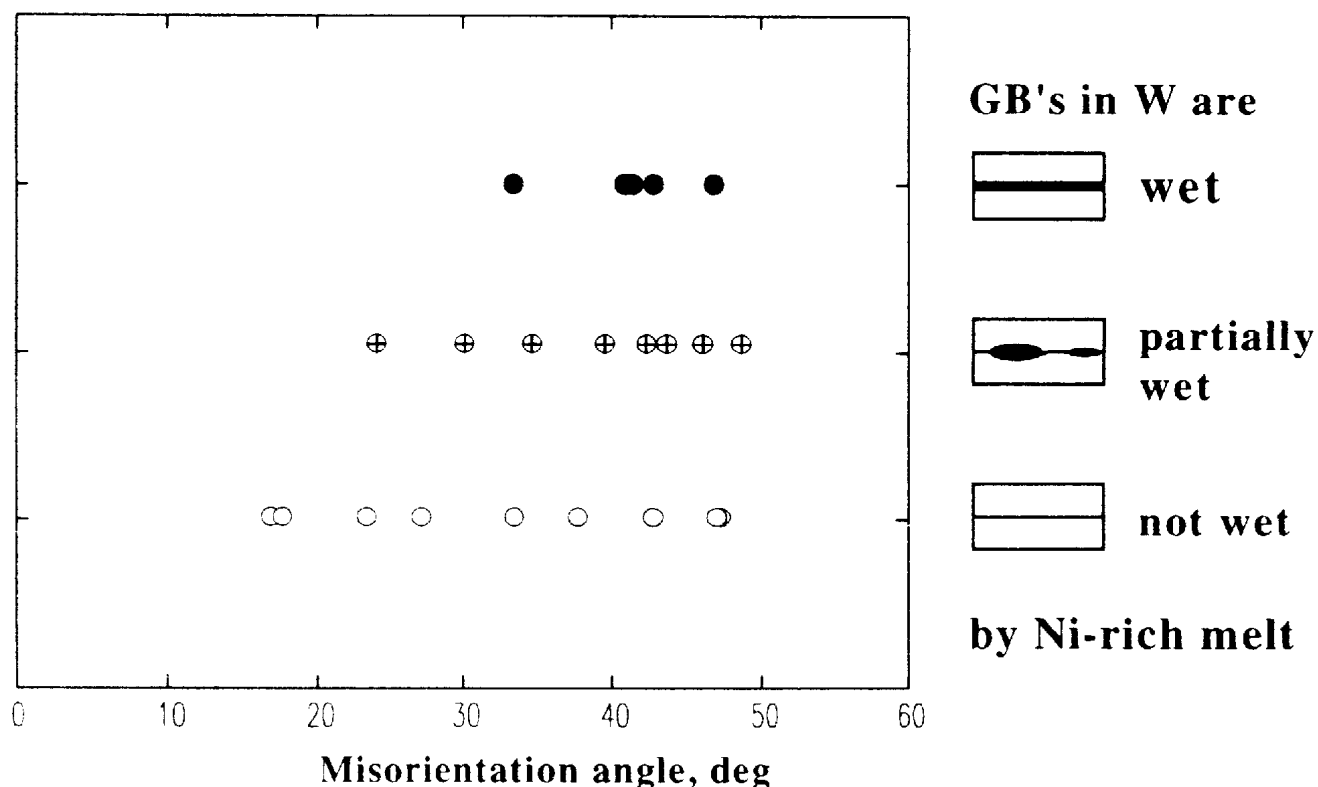 GB's in W are
wet
partially
wet
not wet
by Ni-rich melt
0 10 20 30 40 50 60
Misorientation angle, deg